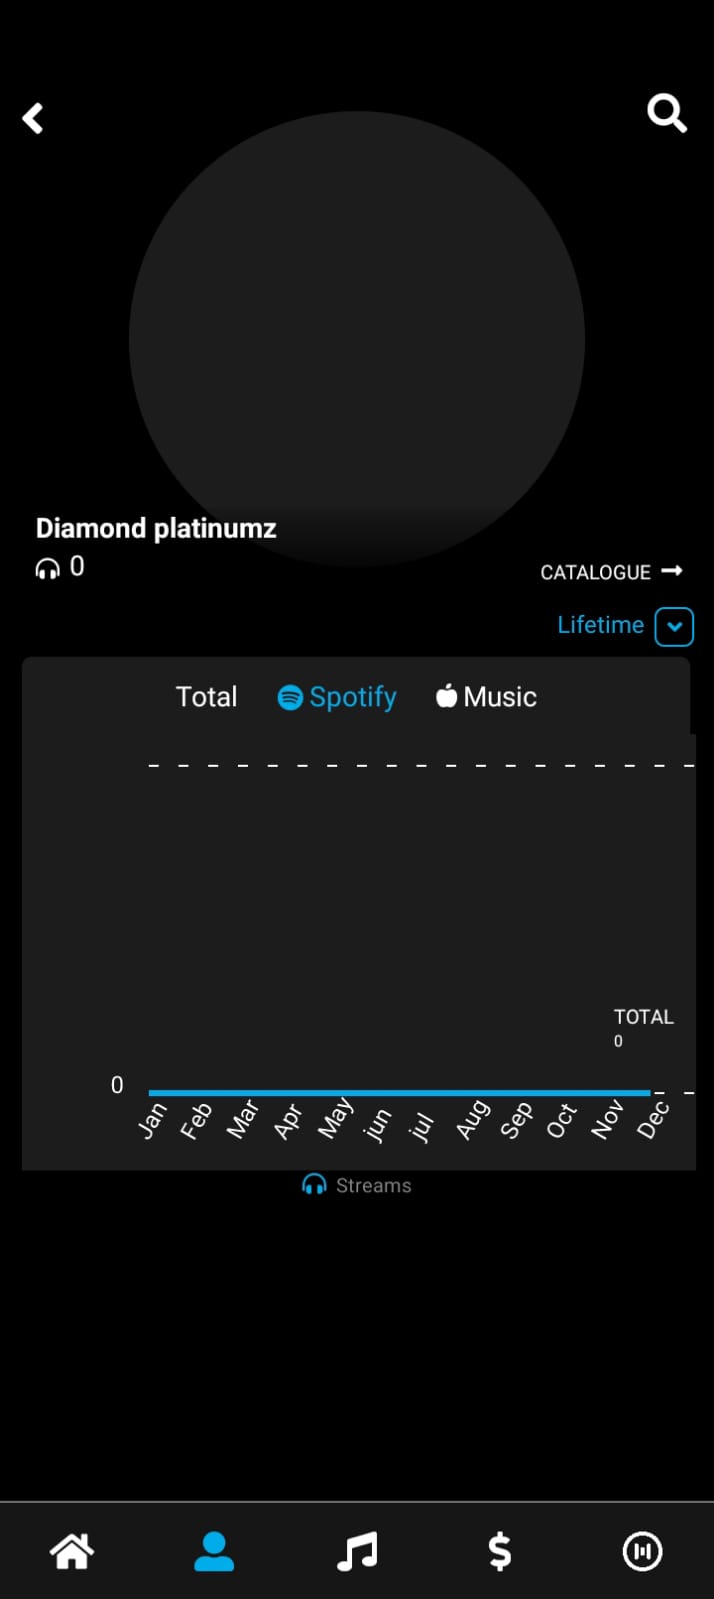 Diamond platinumz
0
CATALOGUE
Lifetime
Total Spotify Music
TOTAL
0
0
Jan Feb Mar Apr May jun jul Aug Sep Oct Nov Dec
Streams